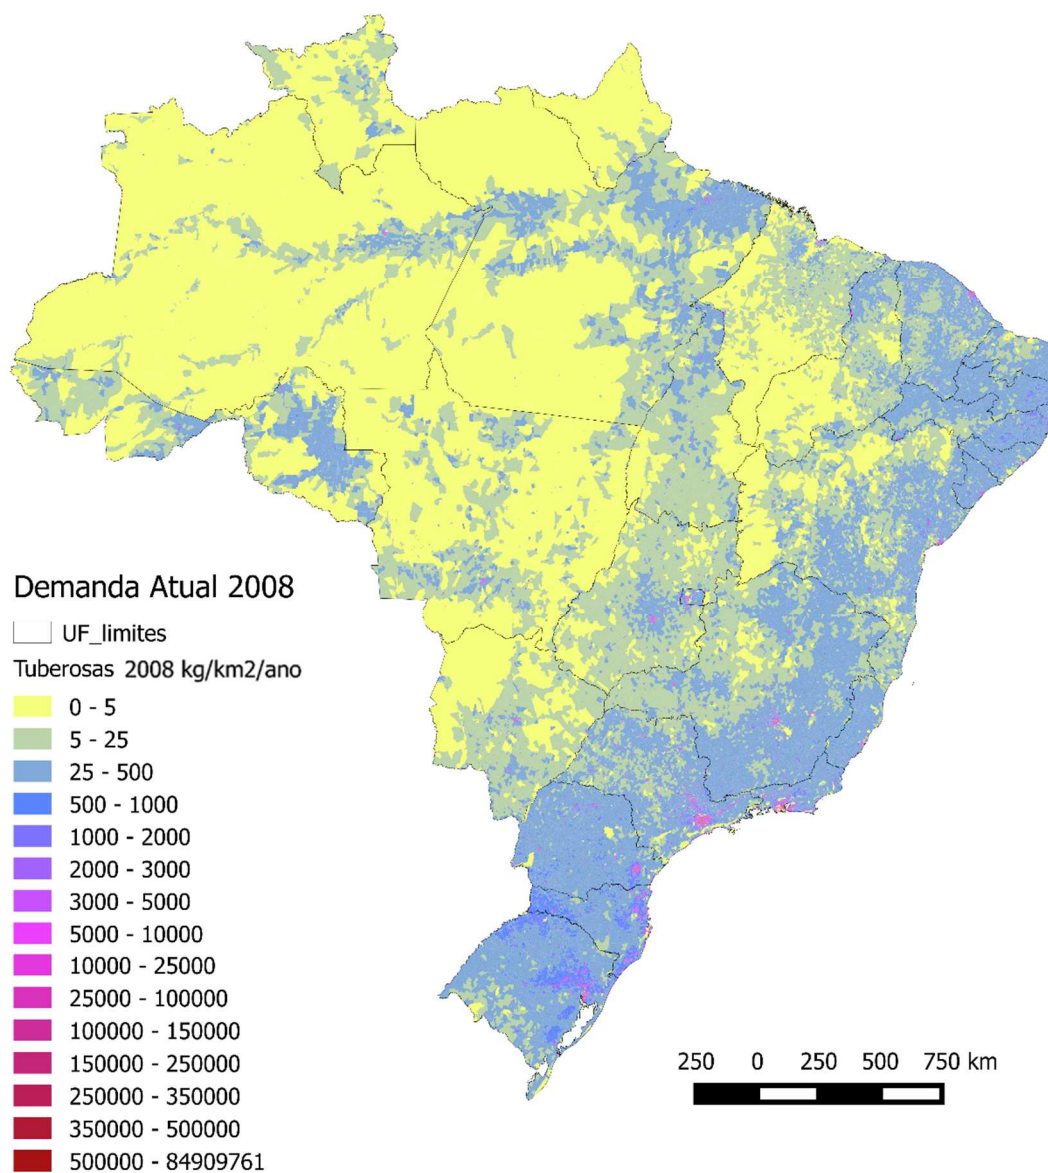 Demanda Atual 2008
UF_limites
Tuberosas 2008 kg/km2/ano
0 - 5
5 - 25
25 - 500
500 - 1000
1000 - 2000
2000 - 3000
3000 - 5000
5000 - 10000
10000 - 25000
25000 - 100000
100000 - 150000
150000 - 250000
250000 - 350000
350000 - 500000
500000 - 84909761
250 0 250 500 750 km